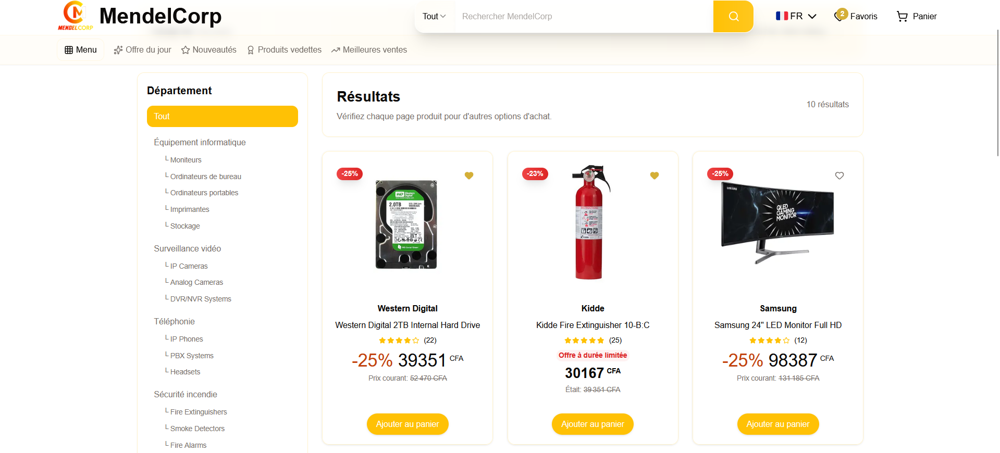 MENDELCORP
MendelCorp
Tout
Rechercher MendelCorp
FR
2
Favoris
Panier
Menu
Offre du jour
Nouveautés
Produits vedettes
Meilleures ventes
Département
Tout
Équipement informatique
└ Moniteurs
└ Ordinateurs de bureau
└ Ordinateurs portables
└ Imprimantes
└ Stockage
Surveillance vidéo
└ IP Cameras
└ Analog Cameras
└ DVR/NVR Systems
Téléphonie
└ IP Phones
└ PBX Systems
└ Headsets
Sécurité incendie
└ Fire Extinguishers
└ Smoke Detectors
└ Fire Alarms
Résultats
Vérifiez chaque page produit pour d'autres options d'achat.
10 résultats
-25%
WD Western Digital
2.0TB
Western Digital
Western Digital 2TB Internal Hard Drive
(22)
-25% 39351 CFA
Prix courant: 52 470 CFA
Ajouter au panier
-23%
INSTRUCTIONS
Kidde
Kidde
Kidde Fire Extinguisher 10-B:C
(25)
Offre à durée limitée
30167 CFA
Était: 39 351 CFA
Ajouter au panier
-25%
SAMSUNG
QLED
GAMING
MONITOR
Samsung
Samsung 24" LED Monitor Full HD
(12)
-25% 98387 CFA
Prix courant: 131 185 CFA
Ajouter au panier